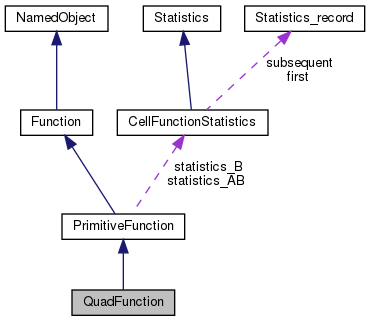 NamedObject
Statistics
Statistics_record
subsequent
first
Function
CellFunctionStatistics
statistics_B
statistics_AB
PrimitiveFunction
QuadFunction